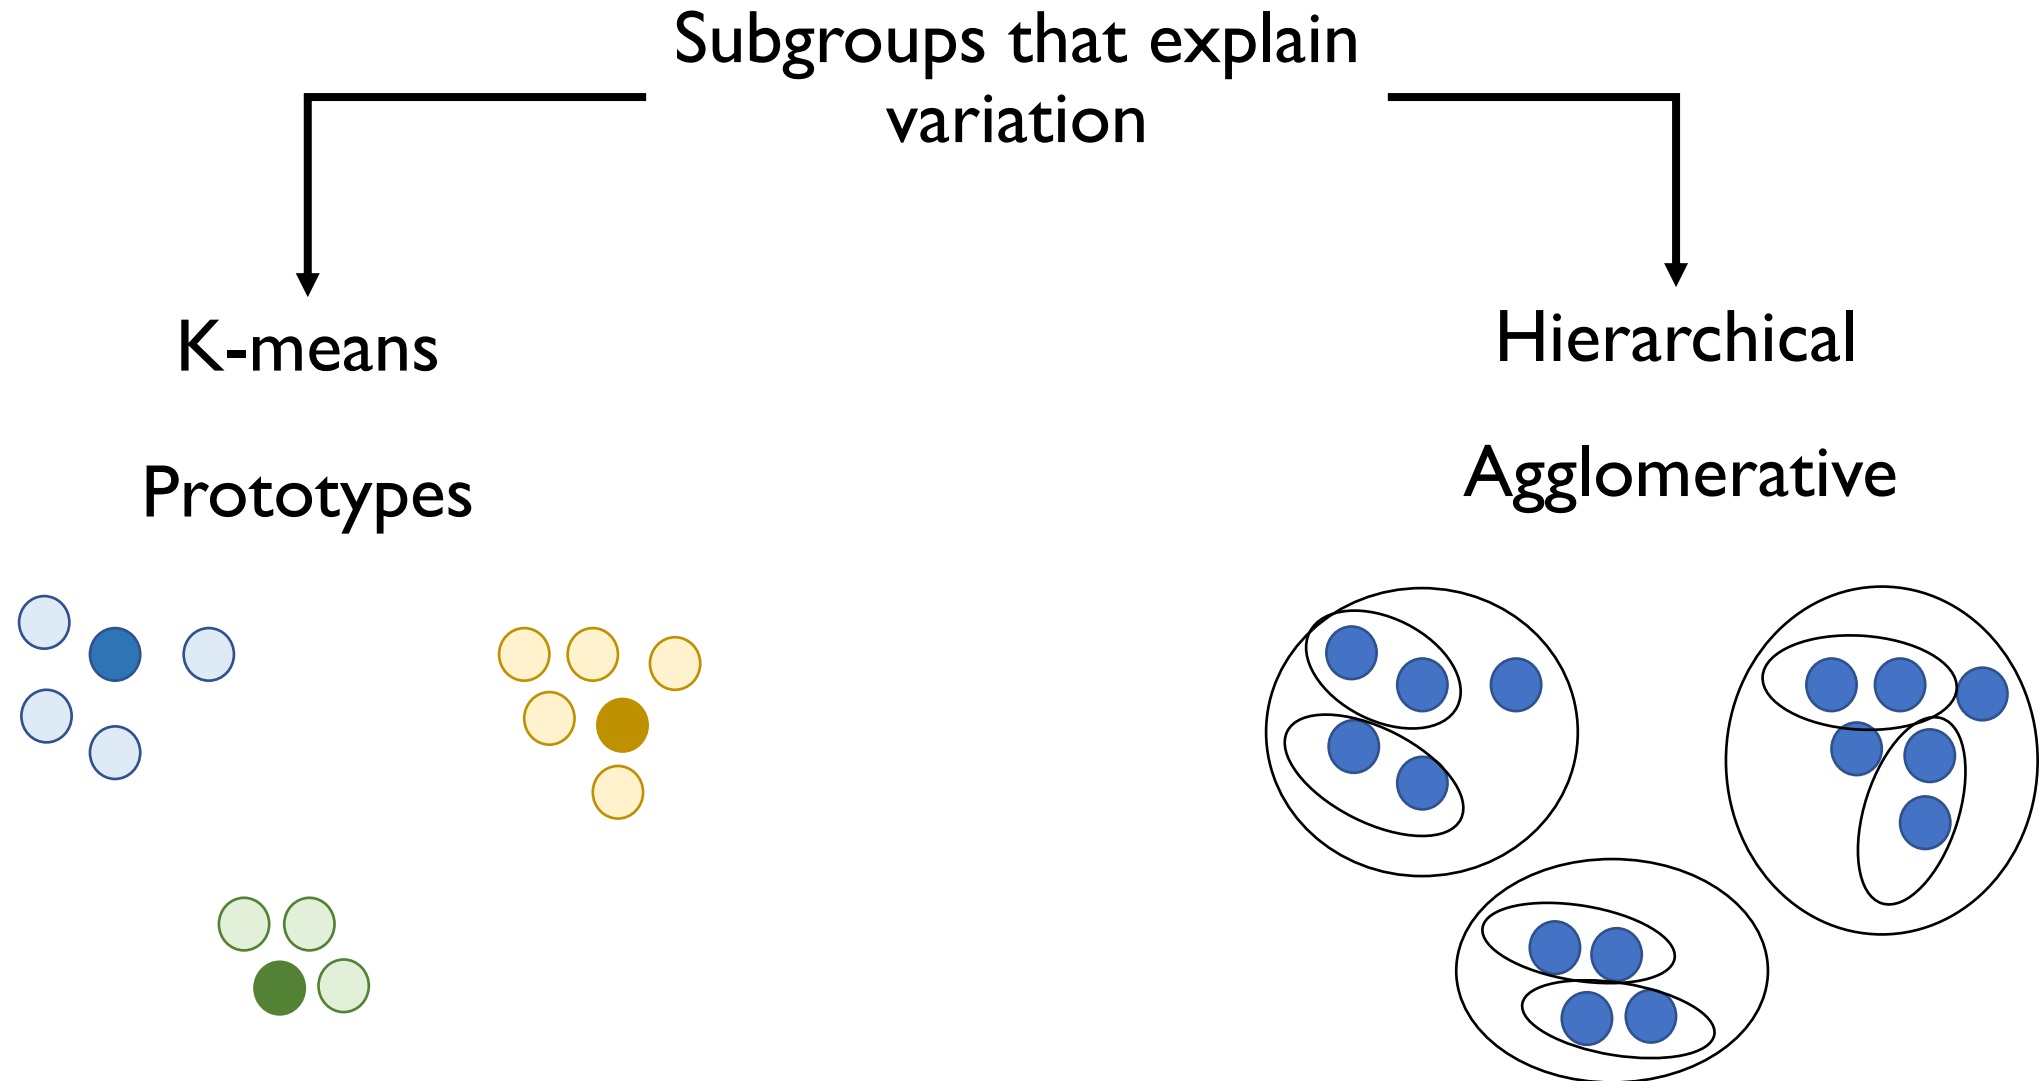 Subgroups that explain
variation
K-means
Hierarchical
Prototypes
Agglomerative